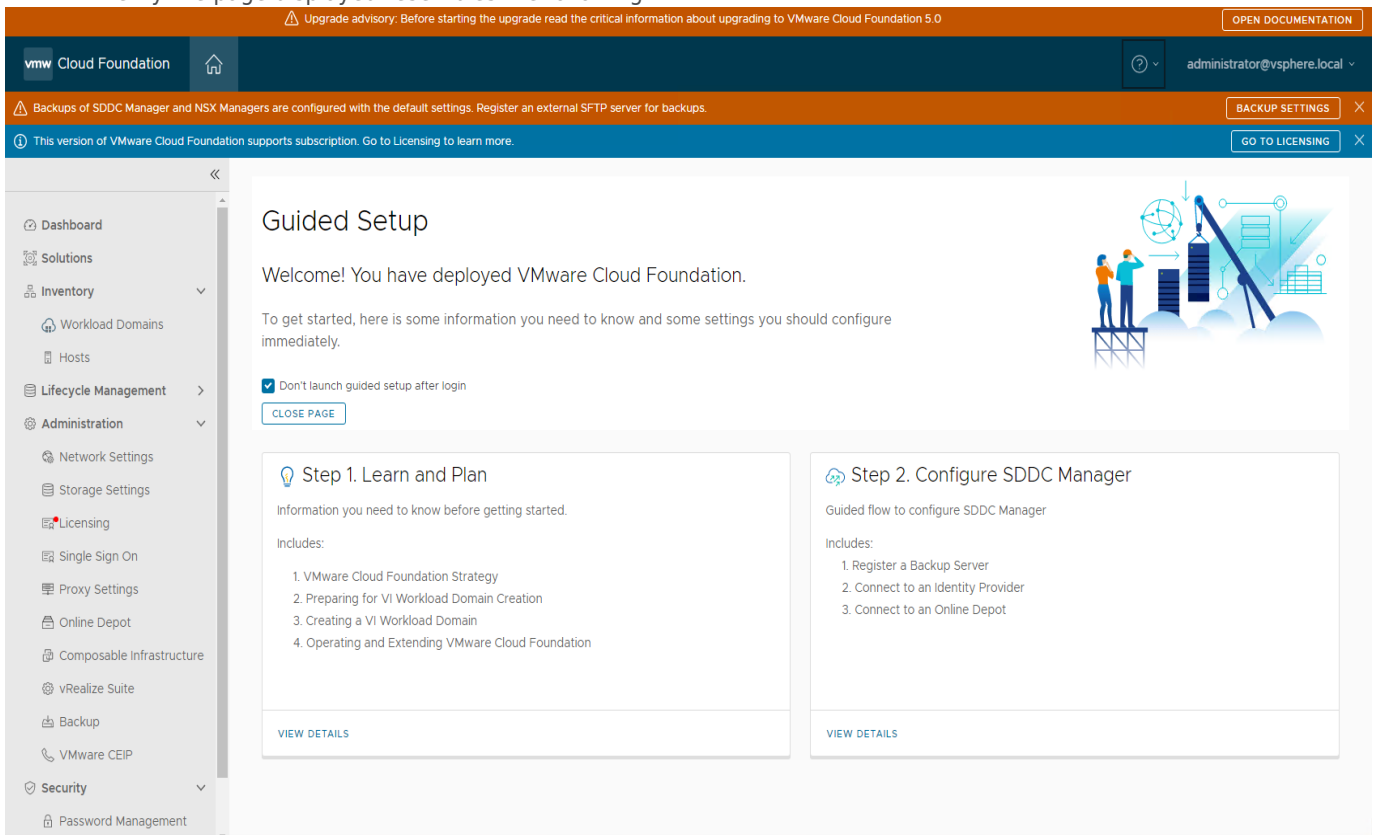 Upgrade advisory: Before starting the upgrade read the critical information about upgrading to VMware Cloud Foundation 5.0
OPEN DOCUMENTATION
vmw Cloud Foundation
administrator@vsphere.local
Backups of SDDC Manager and NSX Managers are configured with the default settings. Register an external SFTP server for backups.
BACKUP SETTINGS
This version of VMware Cloud Foundation supports subscription. Go to Licensing to learn more.
GO TO LICENSING
Dashboard
Solutions
Inventory
Workload Domains
Hosts
Lifecycle Management
Administration
Network Settings
Storage Settings
Licensing
Single Sign On
Proxy Settings
Online Depot
Composable Infrastructure
vRealize Suite
Backup
VMware CEIP
Security
Password Management
Guided Setup
Welcome! You have deployed VMware Cloud Foundation.
To get started, here is some information you need to know and some settings you should configure
immediately.
Don't launch guided setup after login
CLOSE PAGE
Step 1. Learn and Plan
Information you need to know before getting started.
Includes:
1. VMware Cloud Foundation Strategy
2. Preparing for VI Workload Domain Creation
3. Creating a VI Workload Domain
4. Operating and Extending VMware Cloud Foundation
VIEW DETAILS
Step 2. Configure SDDC Manager
Guided flow to configure SDDC Manager
Includes:
1. Register a Backup Server
2. Connect to an Identity Provider
3. Connect to an Online Depot
VIEW DETAILS